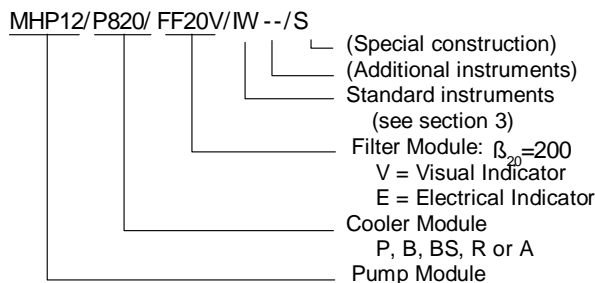 MHP12/P820/ FF20V/IW --/S
(Special construction)
(Additional instruments)
Standard instruments
(see section 3)
Filter Module: ß20=200
V = Visual Indicator
E = Electrical Indicator
Cooler Module
P, B, BS, R or A
Pump Module